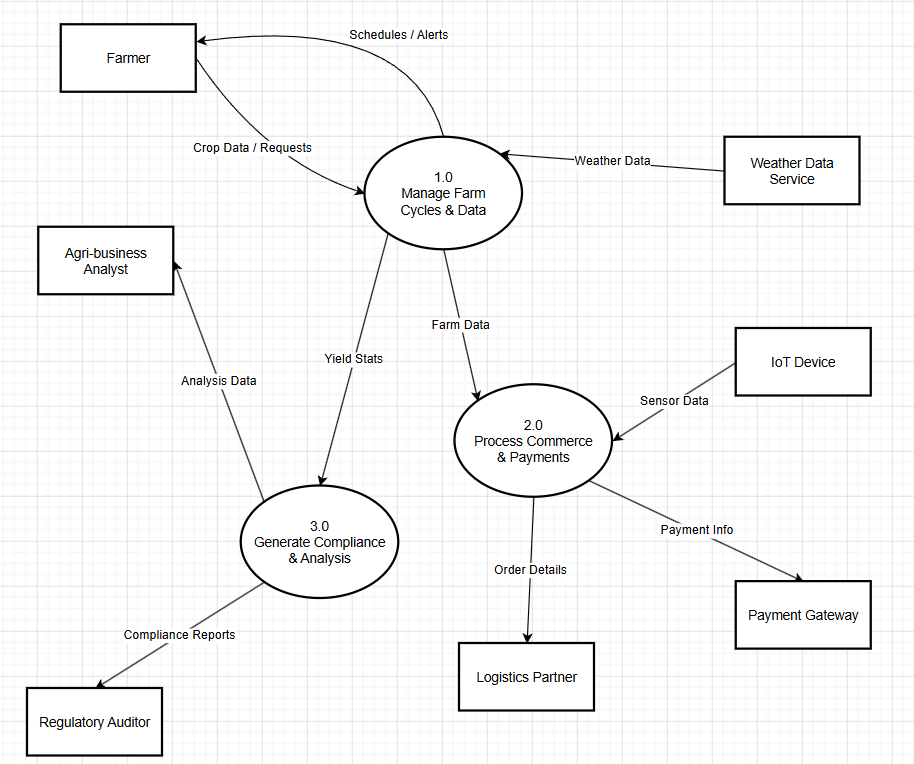 Schedules / Alerts
Farmer
Crop Data / Requests
Weather Data
Weather Data
Service
1.0
Manage Farm
Cycles & Data
Agri-business
Analyst
Farm Data
Yield Stats
IoT Device
Analysis Data
Sensor Data
2.0
Process Commerce
& Payments
3.0
Generate Compliance
& Analysis
Payment Info
Order Details
Payment Gateway
Compliance Reports
Logistics Partner
Regulatory Auditor